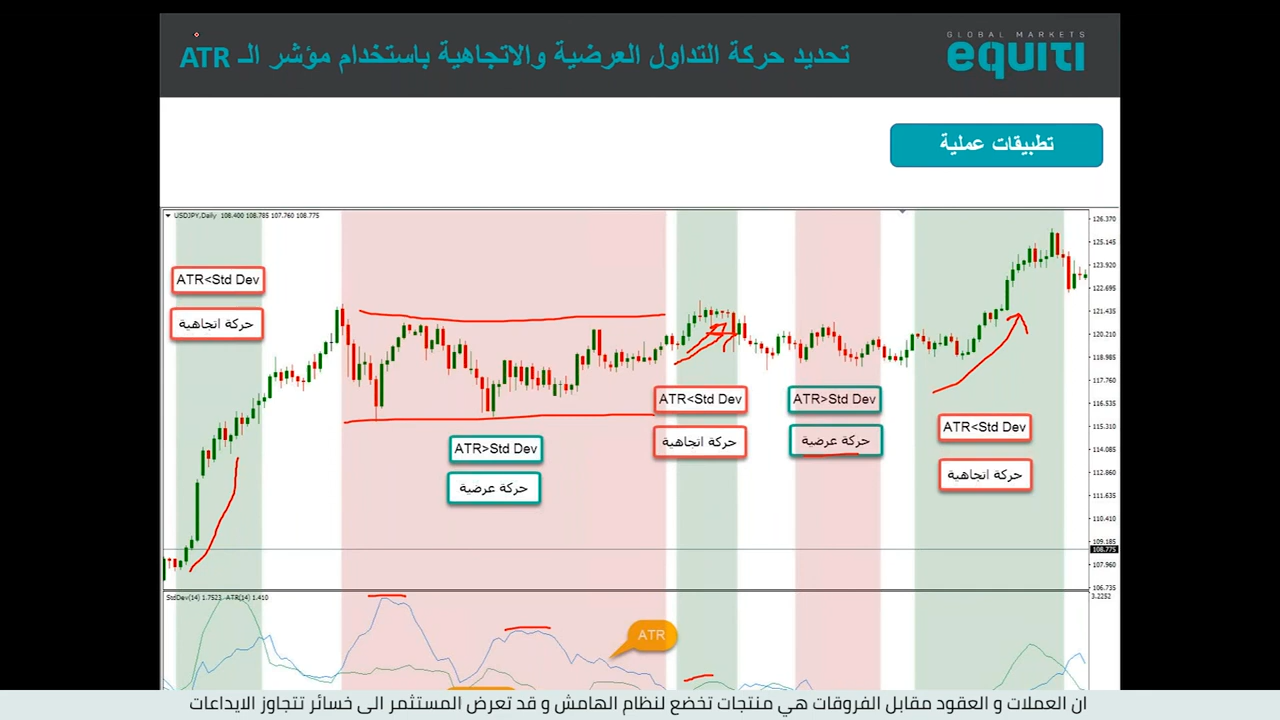 GLOBAL MARKETS
equiti
تحديد حركة التداول العرضية والاتجاهية باستخدام مؤشر الـ ATR
تطبيقات عملية
USDJPY,Daily 108.400 108.785 107.760 108.775
ATR<Std Dev
حركة اتجاهية
ATR>Std Dev
حركة عرضية
ATR<Std Dev
حركة اتجاهية
ATR>Std Dev
حركة عرضية
ATR<Std Dev
حركة اتجاهية
126.370
125.145
123.920
122.695
121.435
120.210
118.985
117.760
116.535
115.310
114.085
112.860
111.635
110.410
109.185
108.775
107.960
106.735
StdDev(14) 1.7523 ATR(14) 1.410
3.2252
ATR
ان العملات و العقود مقابل الفروقات هي منتجات تخضع لنظام الهامش و قد تعرض المستثمر الى خسائر تتجاوز الايداعات